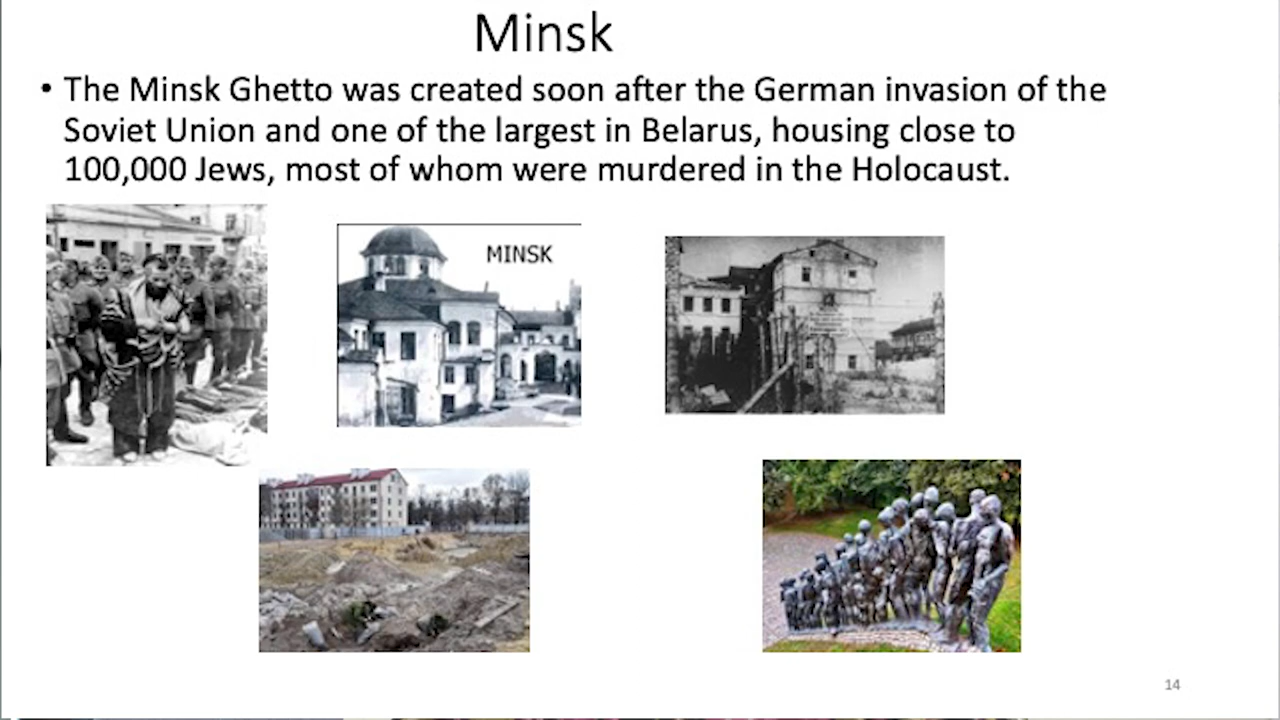 Minsk
• The Minsk Ghetto was created soon after the German invasion of the
Soviet Union and one of the largest in Belarus, housing close to
100,000 Jews, most of whom were murdered in the Holocaust.
MINSK
14